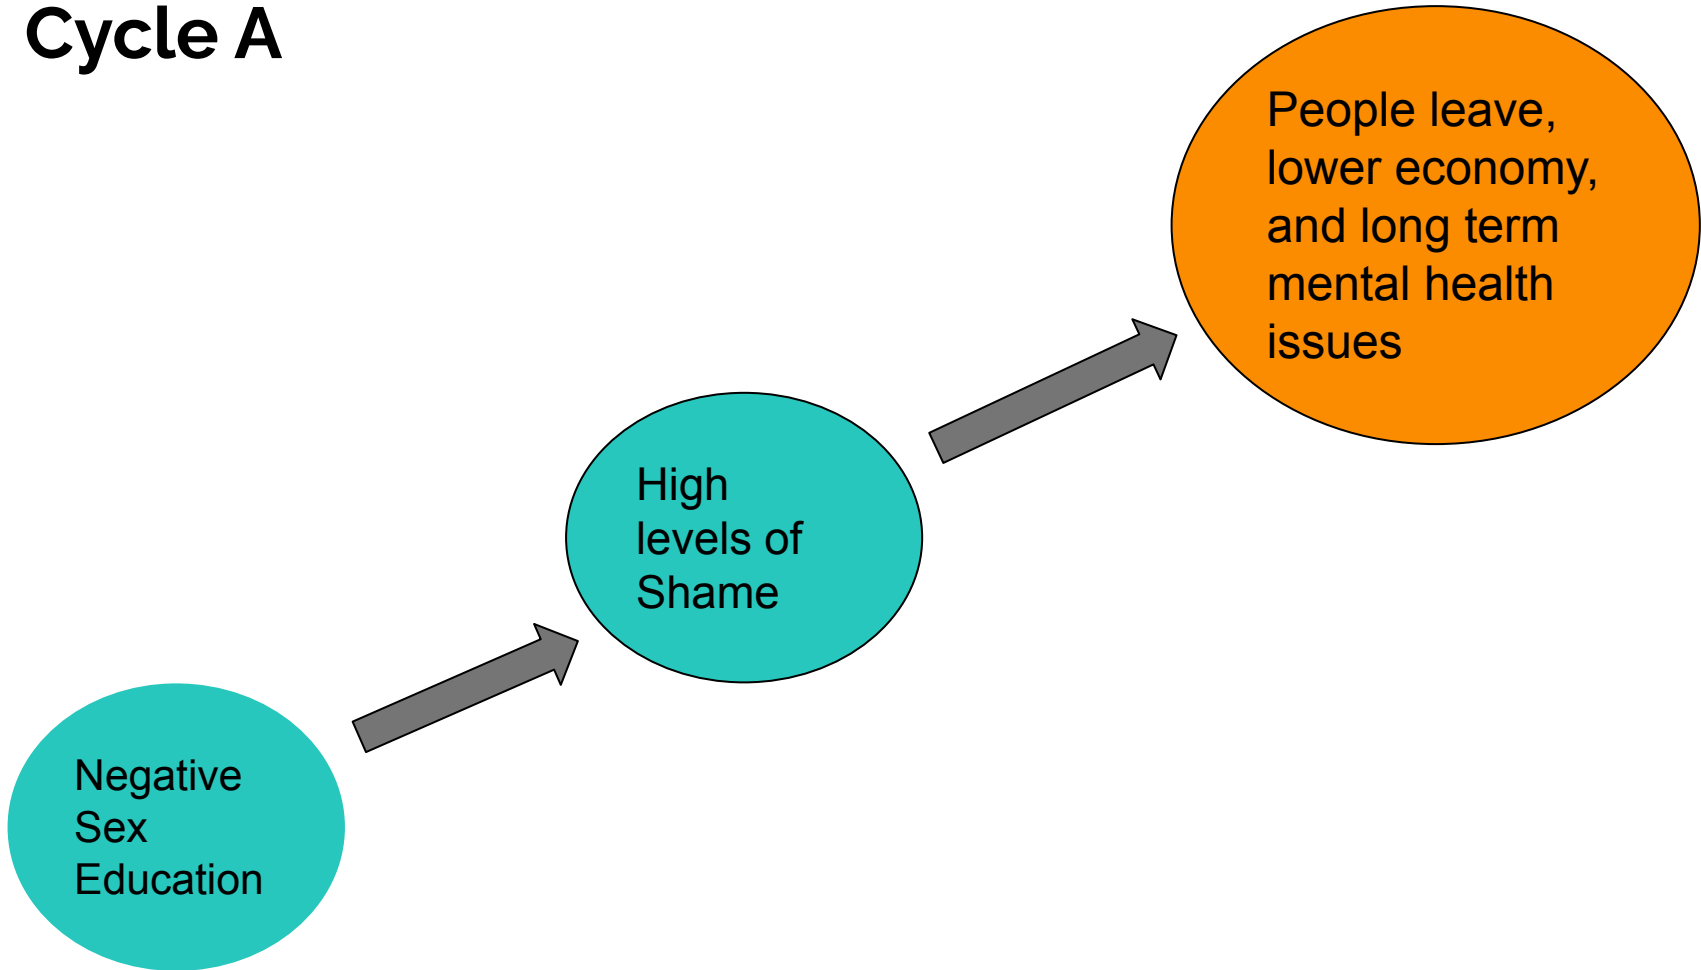 Cycle A
People leave,
lower economy,
and long term
mental health
issues
High
levels of
Shame
Negative
Sex
Education